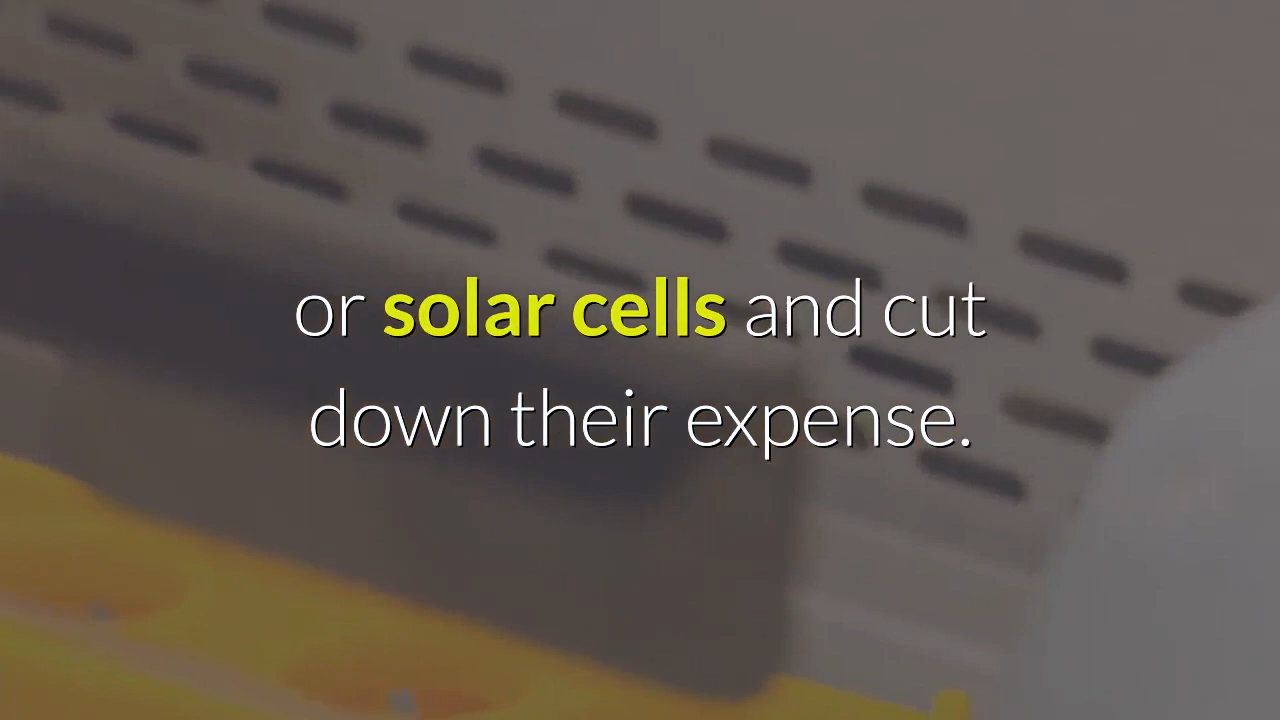 or solar cells and cut
down their expense.